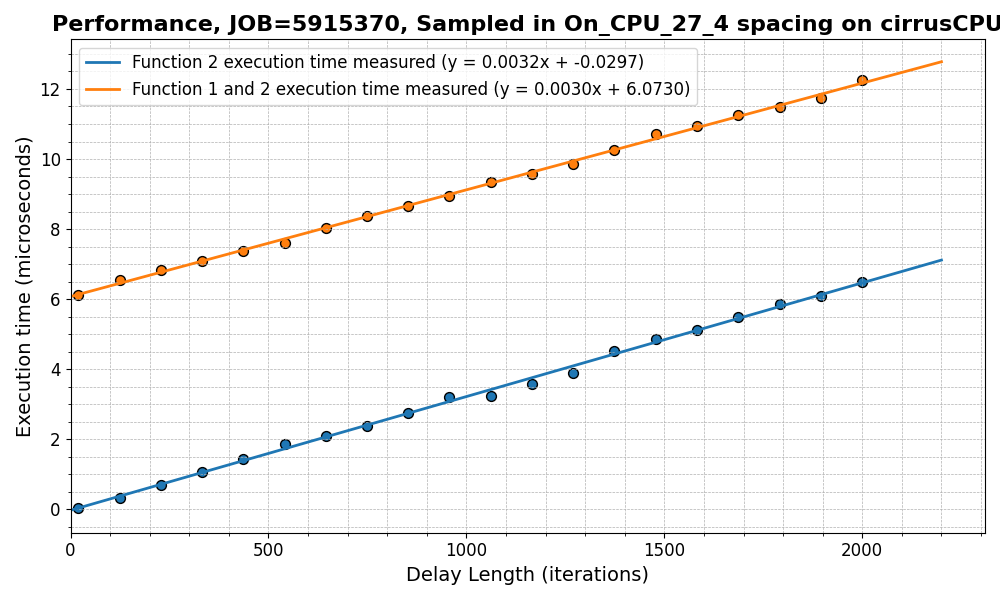 Performance, JOB=5915370, Sampled in On_CPU_27_4 spacing on cirrusCPU
Function 2 execution time measured (y = 0.0032x + -0.0297)
Function 1 and 2 execution time measured (y = 0.0030x + 6.0730)
Execution time (microseconds)
12
10
8
6
4
2
0
0 500 1000 1500 2000
Delay Length (iterations)